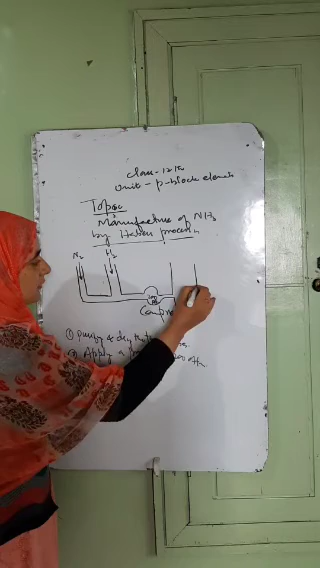 class-12th
Unit - p-block elements
Topic
Manufacture of NH3
by Haber process
N2 H2
① purify & dry the
② Apply a